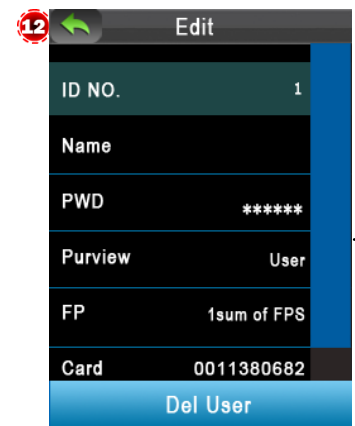 12
Edit
ID NO. 1
Name
PWD ******
Purview User
FP 1sum of FPS
Card 0011380682
Del User